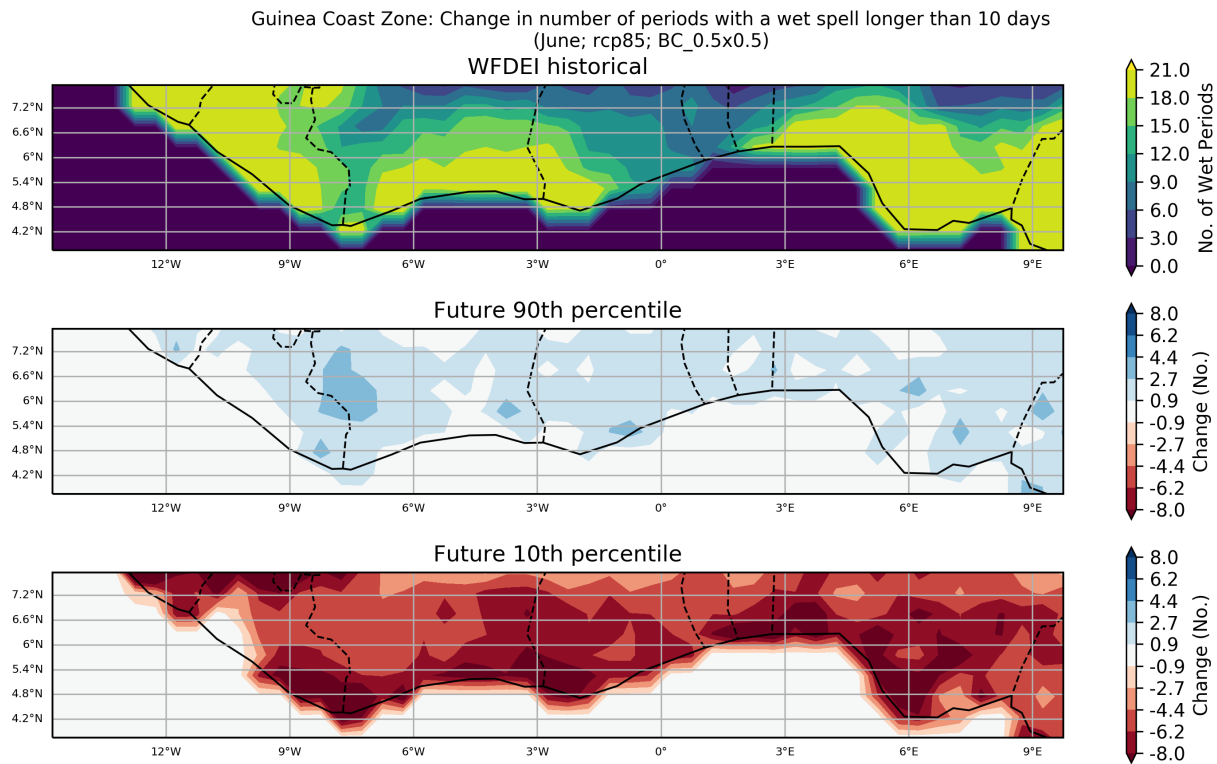 Guinea Coast Zone: Change in number of periods with a wet spell longer than 10 days
(June; rcp85; BC_0.5x0.5)
WFDEI historical
7.2°N
6.6°N
6°N
5.4°N
4.8°N
4.2°N
12°W 9°W 6°W 3°W 0° 3°E 6°E 9°E
21.0
18.0
15.0
12.0
9.0
6.0
3.0
0.0
No. of Wet Periods
Future 90th percentile
7.2°N
6.6°N
6°N
5.4°N
4.8°N
4.2°N
12°W 9°W 6°W 3°W 0° 3°E 6°E 9°E
8.0
6.2
4.4
2.7
0.9
-0.9
-2.7
-4.4
-6.2
-8.0
Change (No.)
Future 10th percentile
7.2°N
6.6°N
6°N
5.4°N
4.8°N
4.2°N
12°W 9°W 6°W 3°W 0° 3°E 6°E 9°E
8.0
6.2
4.4
2.7
0.9
-0.9
-2.7
-4.4
-6.2
-8.0
Change (No.)